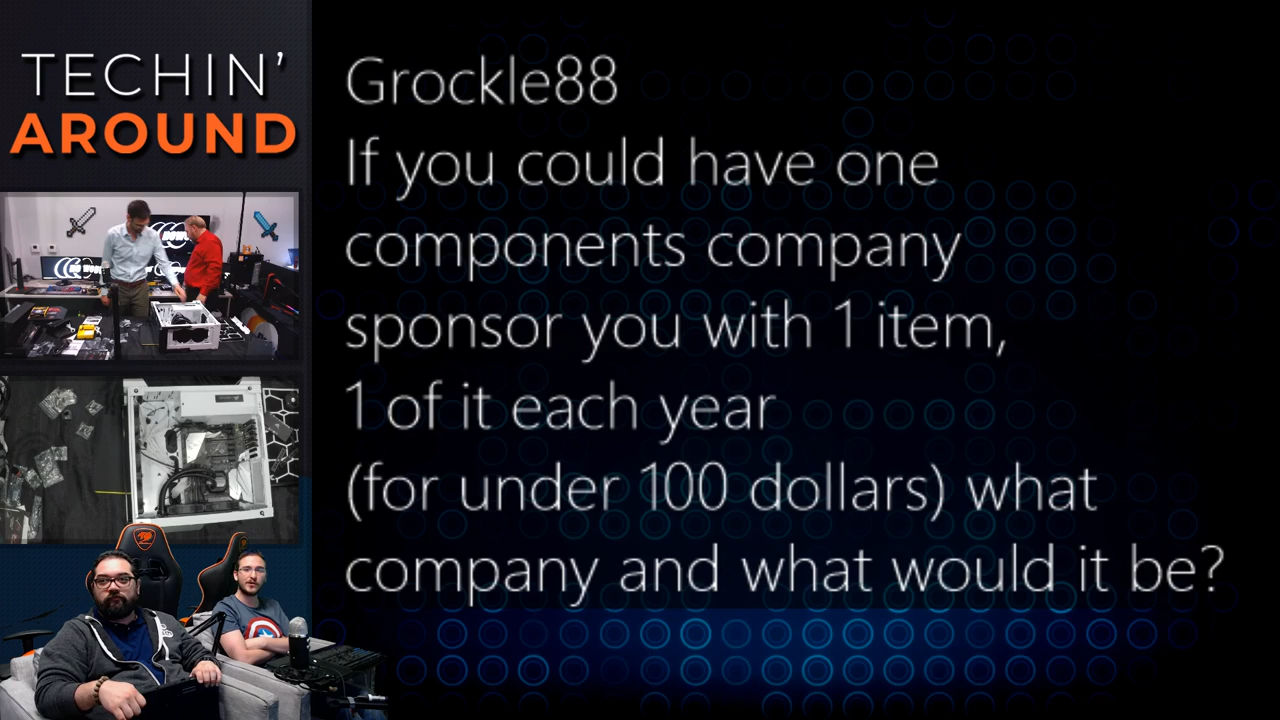 TECHIN'
AROUND
Grockle88
If you could have one
components company
sponsor you with 1 item,
1 of it each year
(for under 100 dollars) what
company and what would it be?